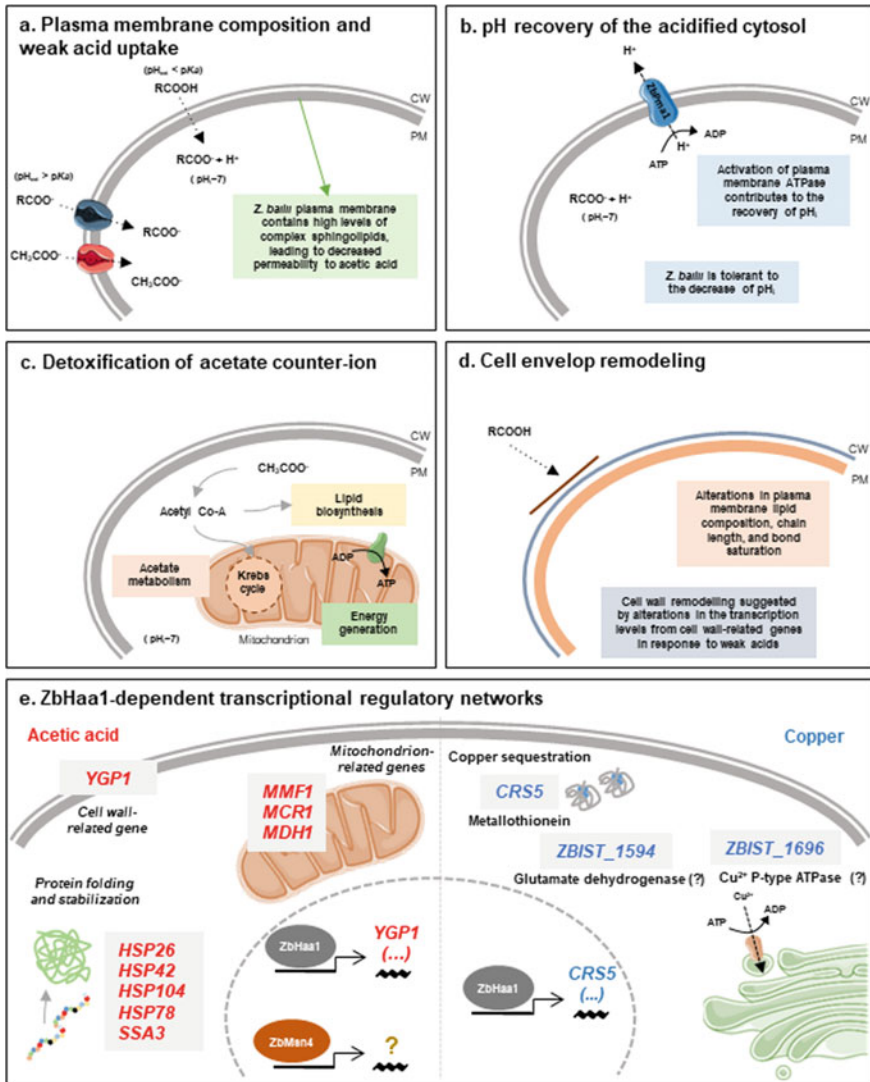 a. Plasma membrane composition and
weak acid uptake
(pHext < pKa)
RCOOH
CW
PM
RCOO- + H+
(pHi~7)
(pHext > pKa)
RCOO-
RCOO-
CH3COO-
CH3COO-
Z. bailii plasma membrane
contains high levels of
complex sphingolipids,
leading to decreased
permeability to acetic acid
b. pH recovery of the acidified cytosol
H+
ZbPma1
CW
PM
ADP
H+
ATP
RCOO- + H+
(pHi~7)
Activation of plasma
membrane ATPase
contributes to the
recovery of pHi
Z. bailii is tolerant to
the decrease of pHi
c. Detoxification of acetate counter-ion
CW
PM
CH3COO-
Acetyl Co-A
Lipid
biosynthesis
Acetate
metabolism
Krebs
cycle
ADP
ATP
Energy
generation
Mitochondrion
(pHi~7)
d. Cell envelop remodeling
RCOOH
CW
PM
Alterations in plasma
membrane lipid
composition, chain
length, and bond
saturation
Cell wall remodelling suggested
by alterations in the transcription
levels from cell wall-related genes
in response to weak acids
e. ZbHaa1-dependent transcriptional regulatory networks
Acetic acid
YGP1
Cell wall-
related gene
Mitochondrion-
related genes
MMF1
MCR1
MDH1
Protein folding
and stabilization
HSP26
HSP42
HSP104
HSP78
SSA3
ZbHaa1
YGP1
(...)
ZbMsn4
?
Copper
Copper sequestration
CRS5
Metallothionein
ZBIST_1594
Glutamate dehydrogenase (?)
ZBIST_1696
Cu2+ P-type ATPase (?)
Cu2+
ATP
ADP
ZbHaa1
CRS5
(...)